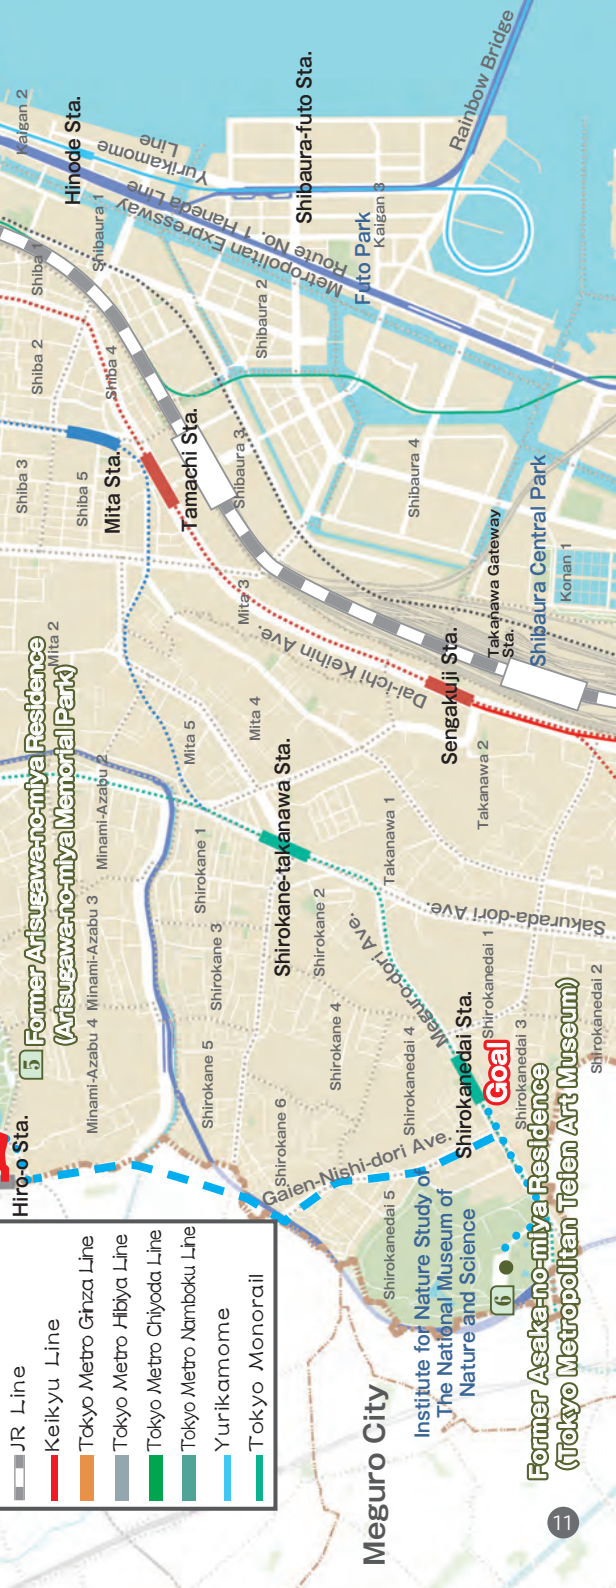 Kaigan 2
Hinode Sta.
Yurikamome
Line
Shibaura-futo Sta.
Rainbow Bridge
Metropolitan Expressway
Route No. 1 Haneda Line
Futo Park
Kaigan 3
Shiba 1
Shibaura 1
Shiba 2
Shiba 4
Shibaura 2
Shiba 3
Shiba 5
Mita Sta.
Tamachi Sta.
Shibaura 3
Shibaura 4
Shibaura Central Park
Konan 1
Takanawa Gateway
Sta.
Mita 2
Mita 3
Dai-ichi Keihin Ave.
Sengakuji Sta.
5
Former Arisugawa-no-miya Residence
(Arisugawa-no-miya Memorial Park)
Minami-Azabu 2
Mita 5
Mita 4
Shirokane-takanawa Sta.
Takanawa 2
Takanawa 1
Minami-Azabu 3
Shirokane 1
Shirokane 3
Shirokane 2
Sakurada-dori Ave.
Meguro-dori Ave.
Minami-Azabu 4
Shirokane 5
Shirokane 4
Shirokanedai 4
Shirokanedai Sta.
Shirokanedai 1
Shirokanedai 3
Shirokanedai 2
Goal
Hiro-o Sta.
Shirokane 6
Gaien-Nishi-dori Ave.
Shirokanedai 5
Institute for Nature Study of
The National Museum of
Nature and Science
6
Former Asaka-no-miya Residence
(Tokyo Metropolitan Teien Art Museum)
JR Line
Keikyu Line
Tokyo Metro Ginza Line
Tokyo Metro Hibiya Line
Tokyo Metro Chiyoda Line
Tokyo Metro Namboku Line
Yurikamome
Tokyo Monorail
Meguro City
11